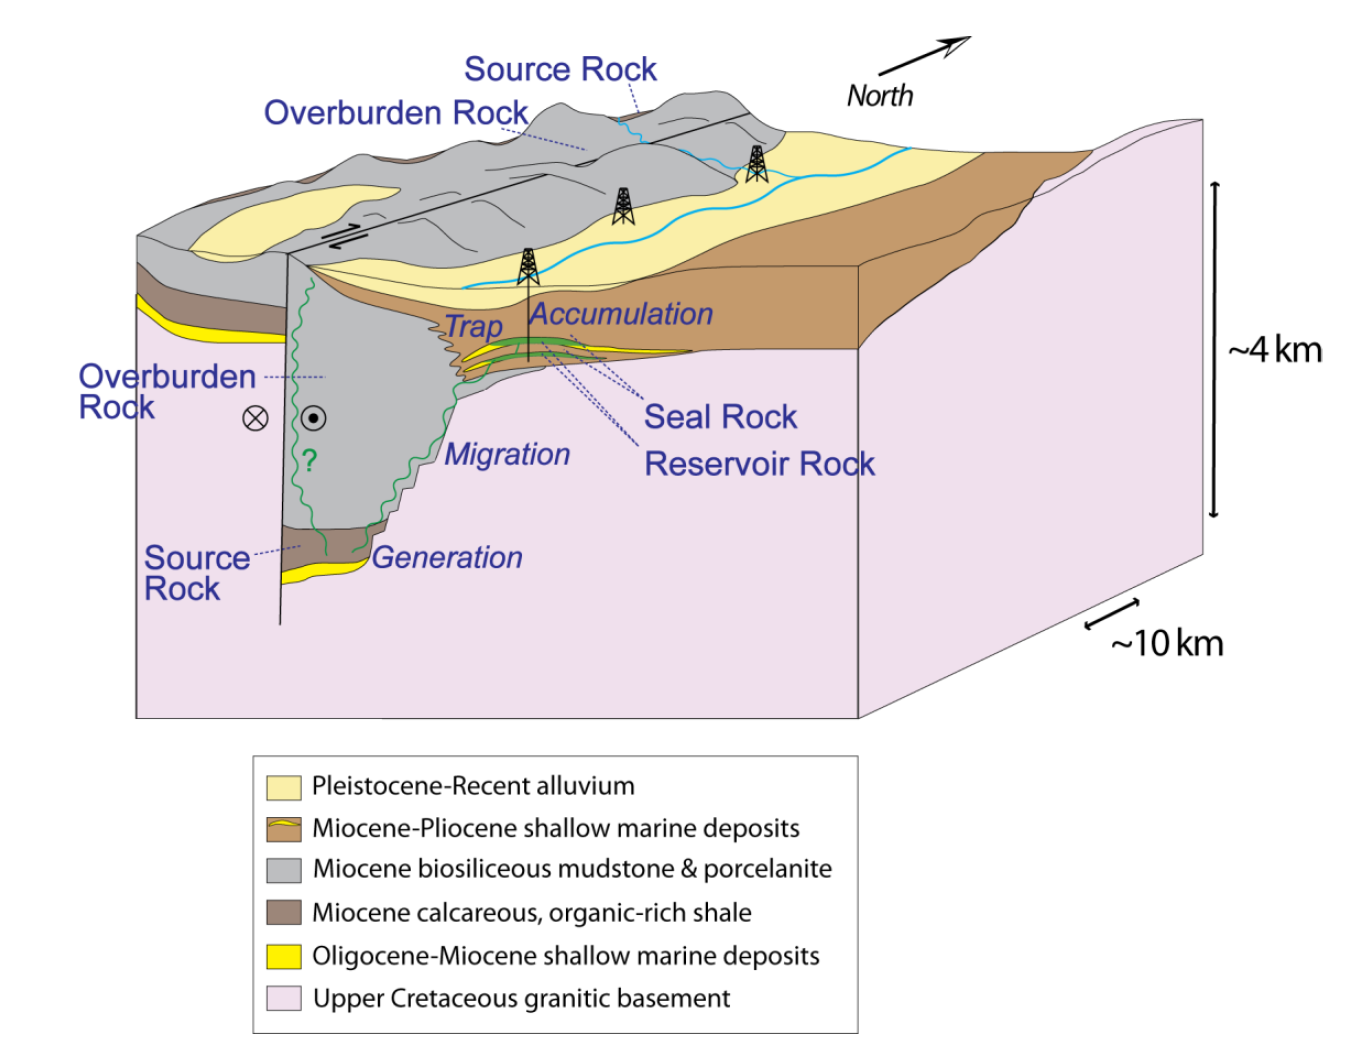 Source Rock
Overburden Rock
North
Trap
Accumulation
~4 km
Overburden
Rock
Seal Rock
Migration
?
Reservoir Rock
Source
Rock
Generation
~10 km
Pleistocene-Recent alluvium
Miocene-Pliocene shallow marine deposits
Miocene biosiliceous mudstone & porcelanite
Miocene calcareous, organic-rich shale
Oligocene-Miocene shallow marine deposits
Upper Cretaceous granitic basement